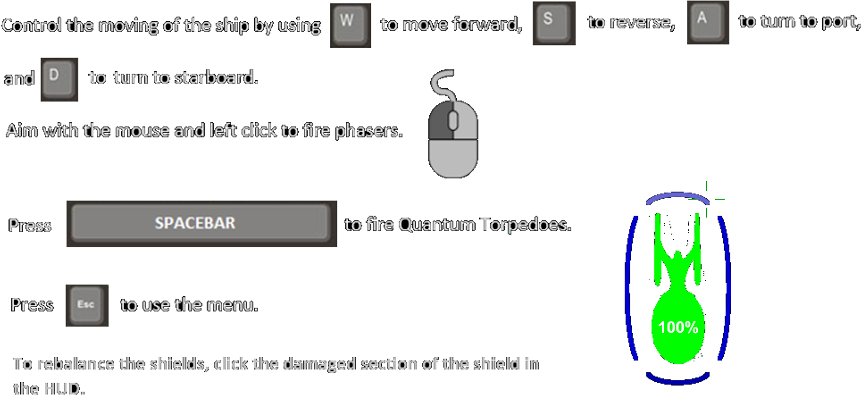 Control the moving of the ship by using W to move forward, S to reverse, A to turn to port,
and D to turn to starboard.
Aim with the mouse and left click to fire phasers.
Press SPACEBAR to fire Quantum Torpedoes.
Press Esc to use the menu.
100%
To rebalance the shields, click the damaged section of the shield in
the HUD.